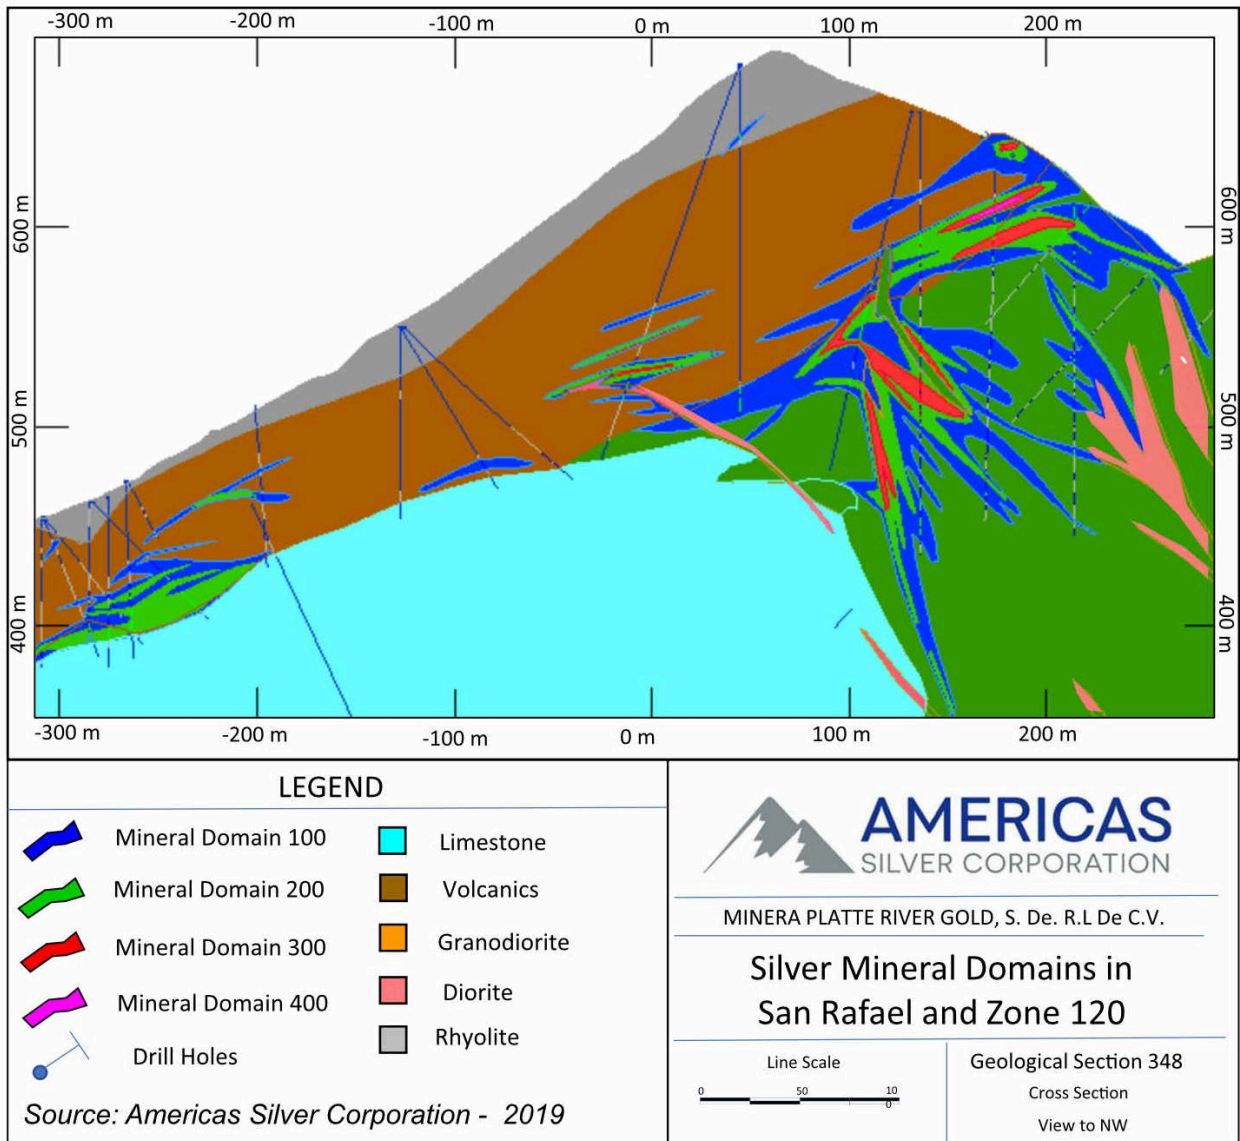 -300 m
-200 m
-100 m
0 m
100 m
200 m
600 m
600 m
500 m
500 m
400 m
400 m
-300 m
-200 m
-100 m
0 m
100 m
200 m
LEGEND
Mineral Domain 100
Mineral Domain 200
Mineral Domain 300
Mineral Domain 400
Drill Holes
Limestone
Volcanics
Granodiorite
Diorite
Rhyolite
Source: Americas Silver Corporation - 2019
AMERICAS
SILVER CORPORATION
MINERA PLATTE RIVER GOLD, S. De. R.L De C.V.
Silver Mineral Domains in
San Rafael and Zone 120
Line Scale
0 50 10
0
Geological Section 348
Cross Section
View to NW